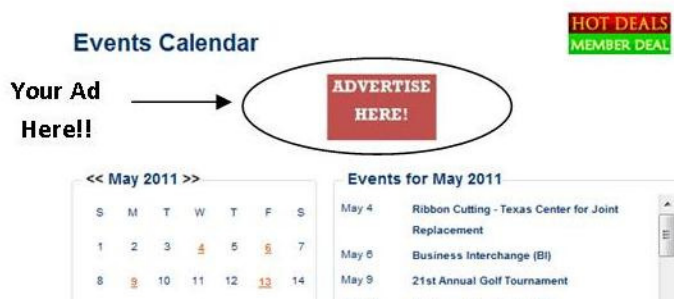 HOT DEALS
MEMBER DEAL
Events Calendar
Your Ad
Here!!
ADVERTISE
HERE!
<< May 2011 >>
S M T W T F S
1 2 3 4 5 6 7
8 9 10 11 12 13 14
Events for May 2011
May 4 Ribbon Cutting - Texas Center for Joint
Replacement
May 6 Business Interchange (BI)
May 9 21st Annual Golf Tournament